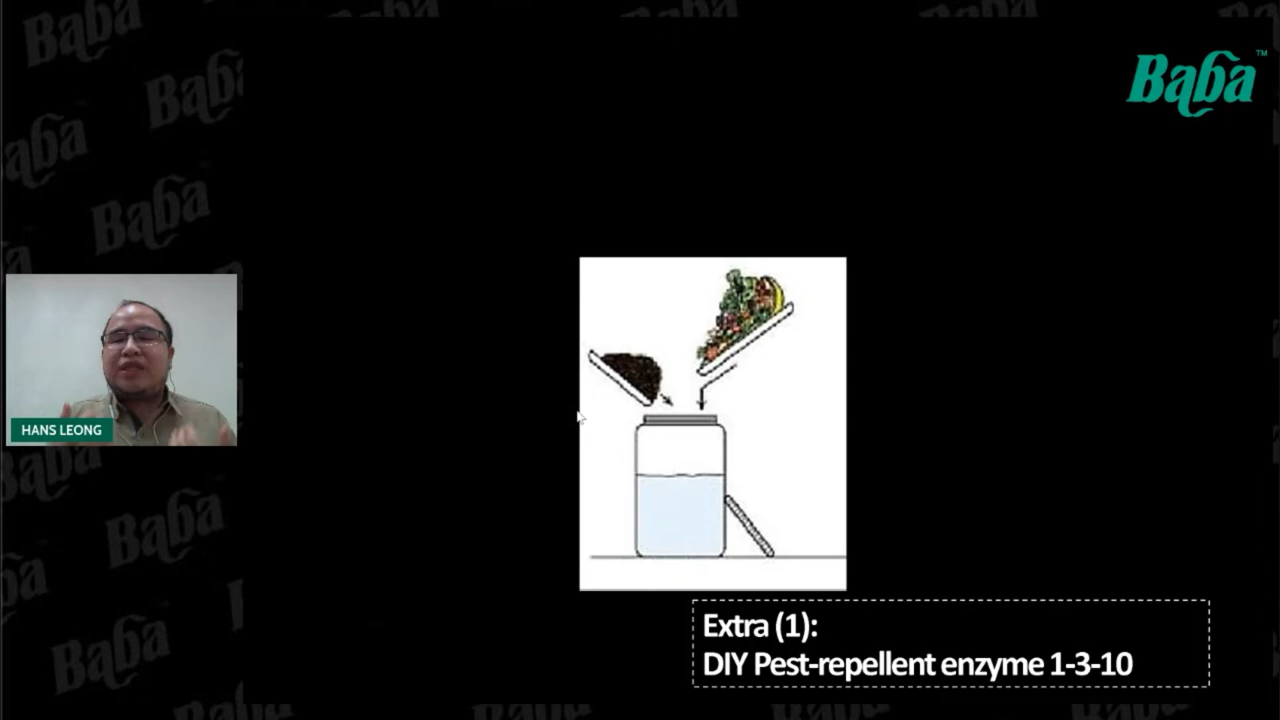 Baba™
HANS LEONG
Extra (1):
DIY Pest-repellent enzyme 1-3-10